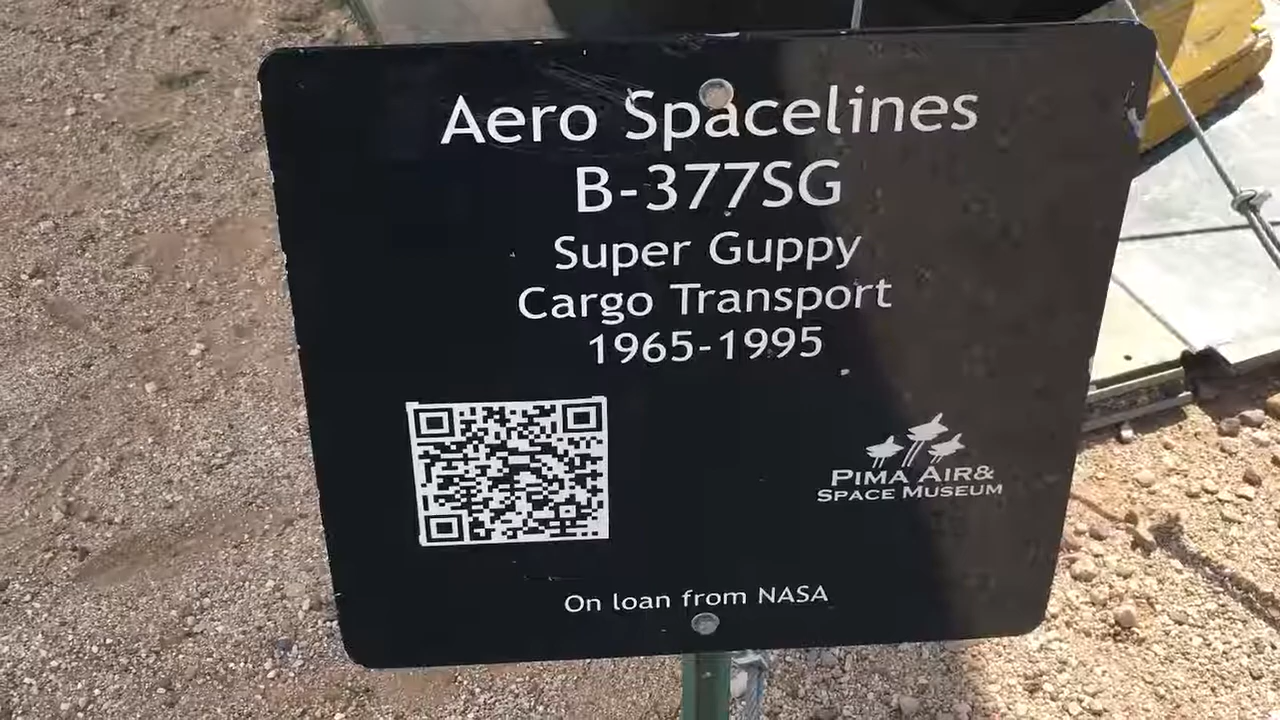 Aero Spacelines
B-377SG
Super Guppy
Cargo Transport
1965-1995
PIMA AIR&
SPACE MUSEUM
On loan from NASA